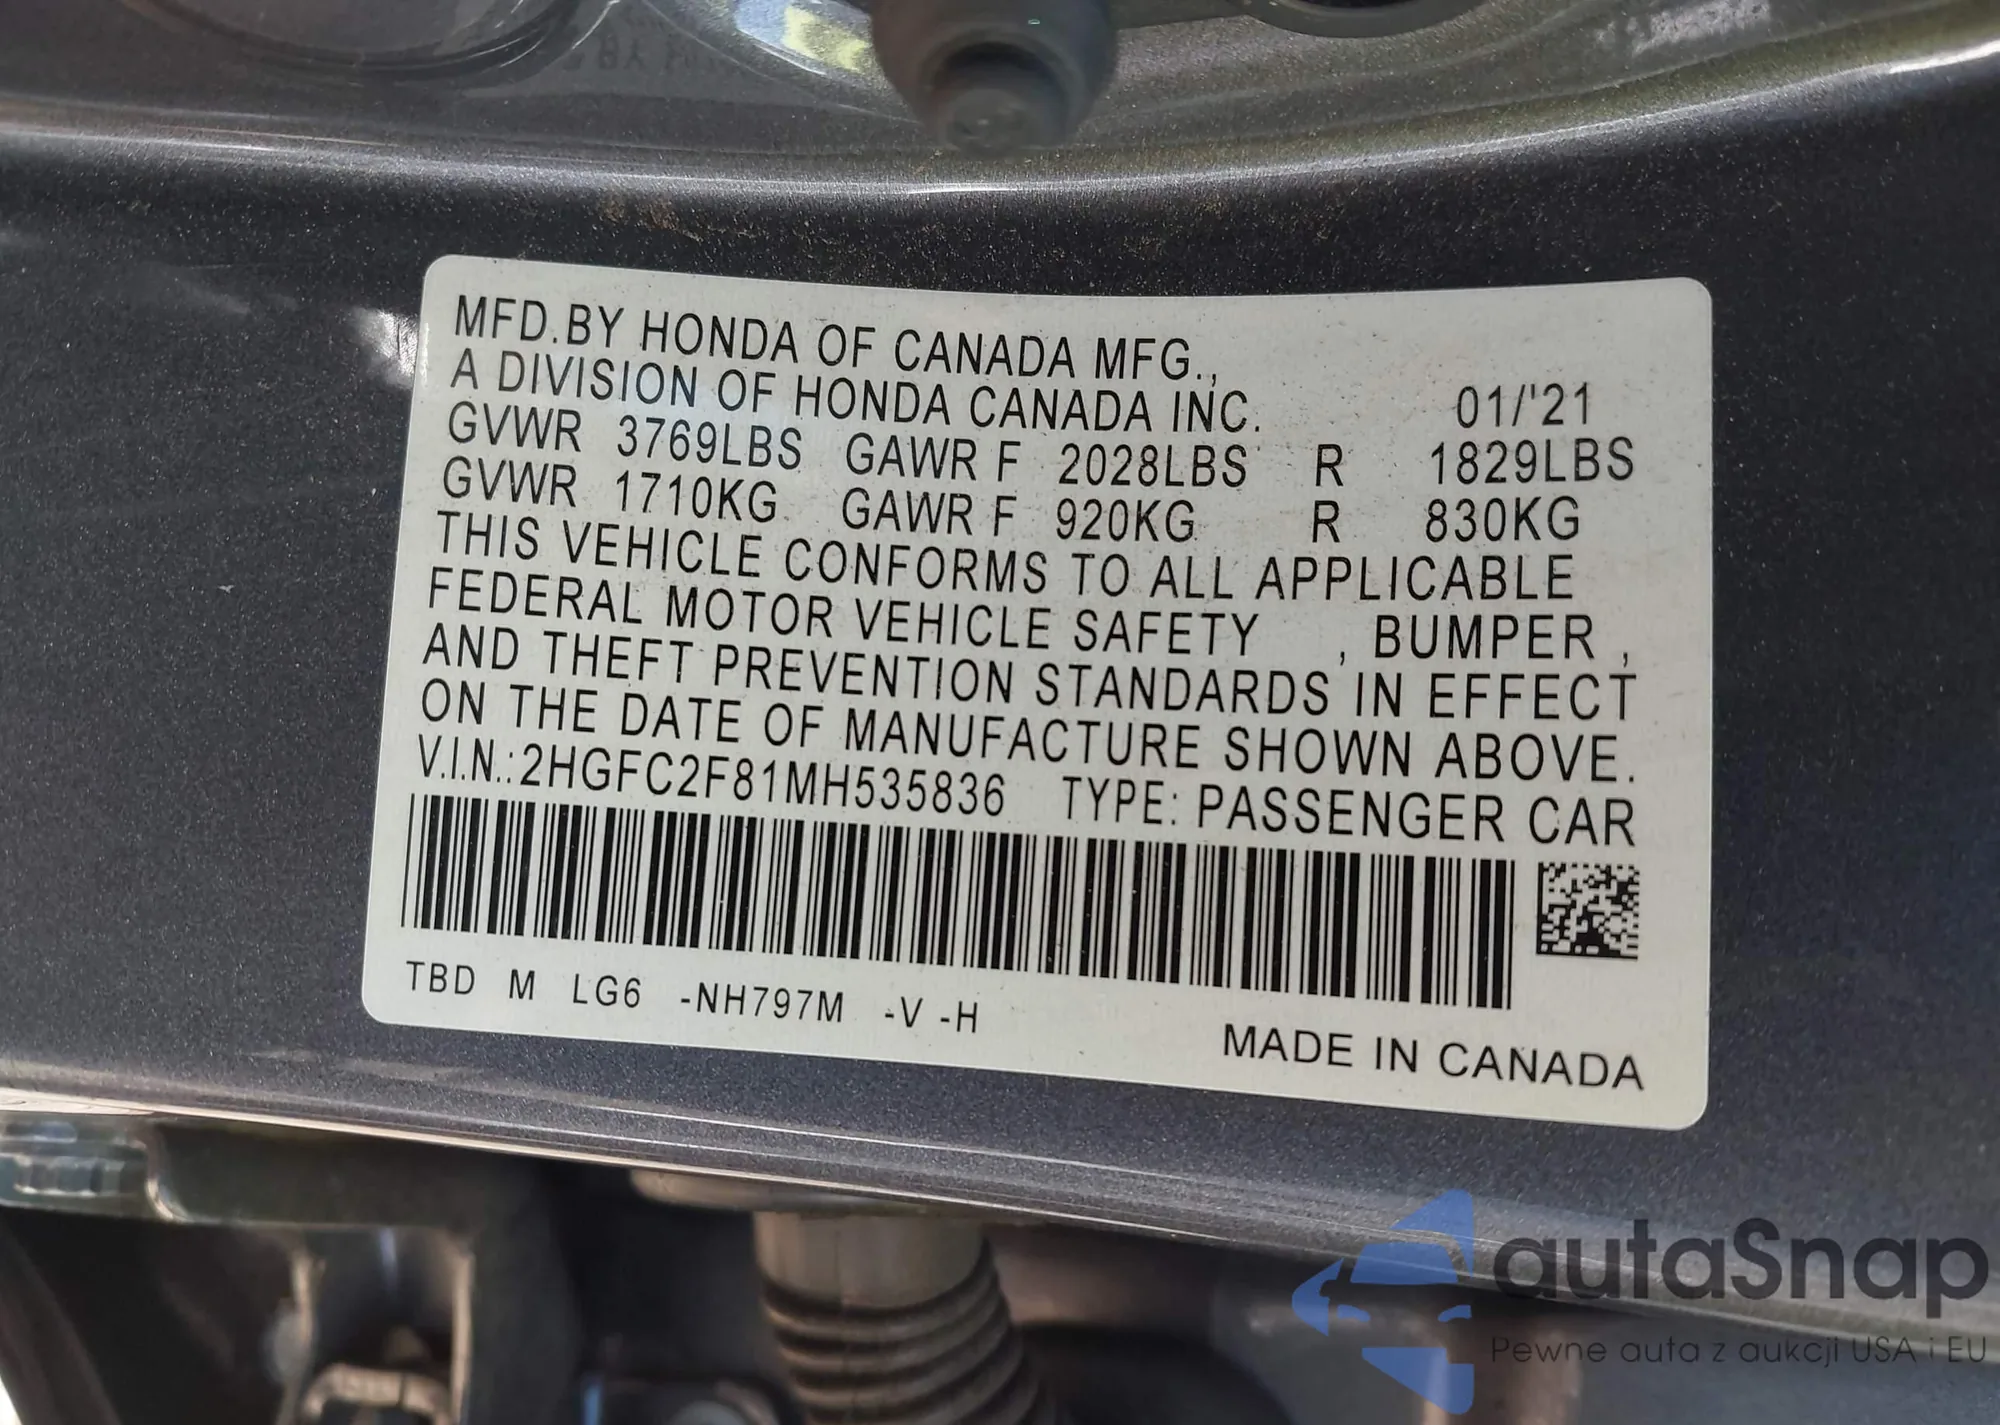 MFD.BY HONDA OF CANADA MFG.,
A DIVISION OF HONDA CANADA INC. 01/'21
GVWR 3769LBS GAWR F 2028LBS R 1829LBS
GVWR 1710KG GAWR F 920KG R 830KG
THIS VEHICLE CONFORMS TO ALL APPLICABLE
FEDERAL MOTOR VEHICLE SAFETY , BUMPER ,
AND THEFT PREVENTION STANDARDS IN EFFECT
ON THE DATE OF MANUFACTURE SHOWN ABOVE.
V.I.N.:2HGFC2F81MH535836 TYPE: PASSENGER CAR
TBD M LG6 -NH797M -V -H
MADE IN CANADA
autaSnap
Pewne auta z aukcji USA i EU